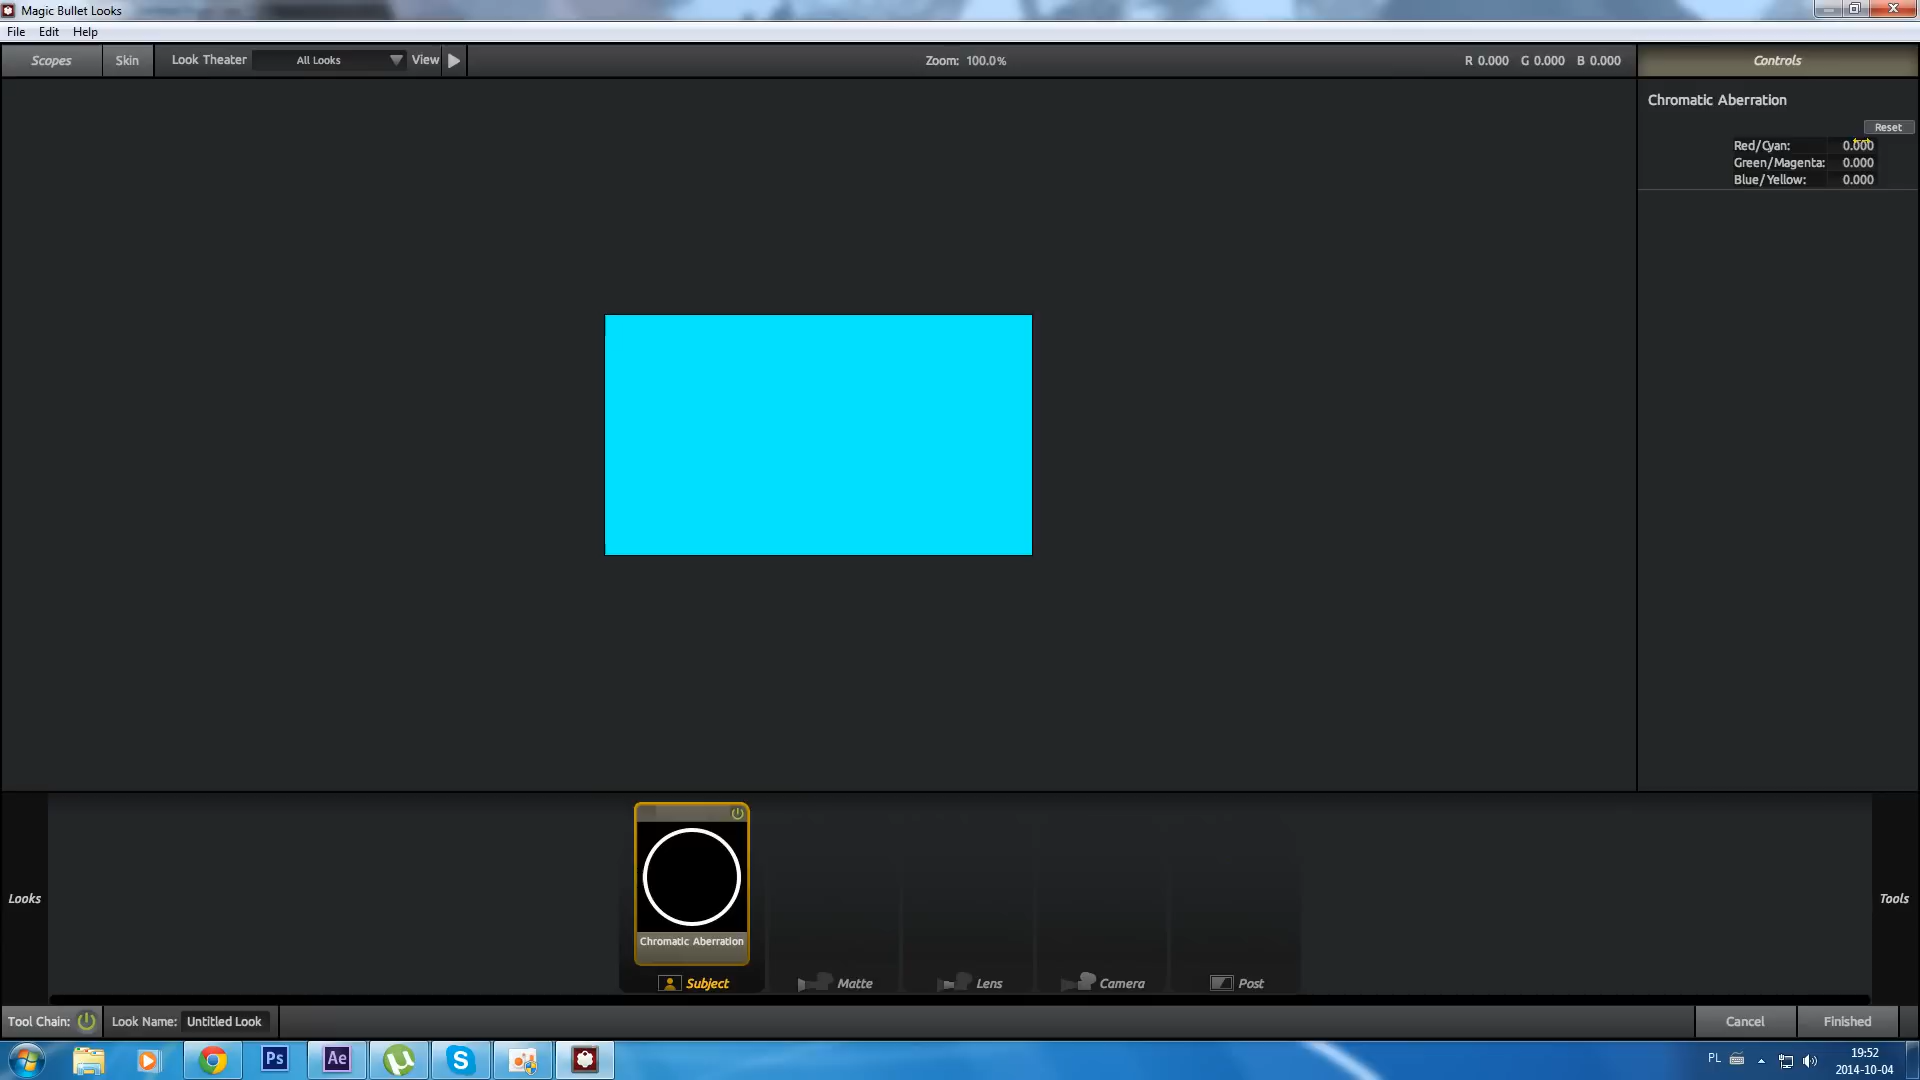 Magic Bullet Looks
File Edit Help
Scopes Skin Look Theater All Looks View Zoom: 100.0% R 0.000 G 0.000 B 0.000 Controls
Chromatic Aberration
Reset
Red/Cyan: 0.000
Green/Magenta: 0.000
Blue/Yellow: 0.000
Looks
Tools
Chromatic Aberration
Subject Matte Lens Camera Post
Tool Chain: Look Name: Untitled Look Cancel Finished
Ps Ae PL 19:52
2014-10-04